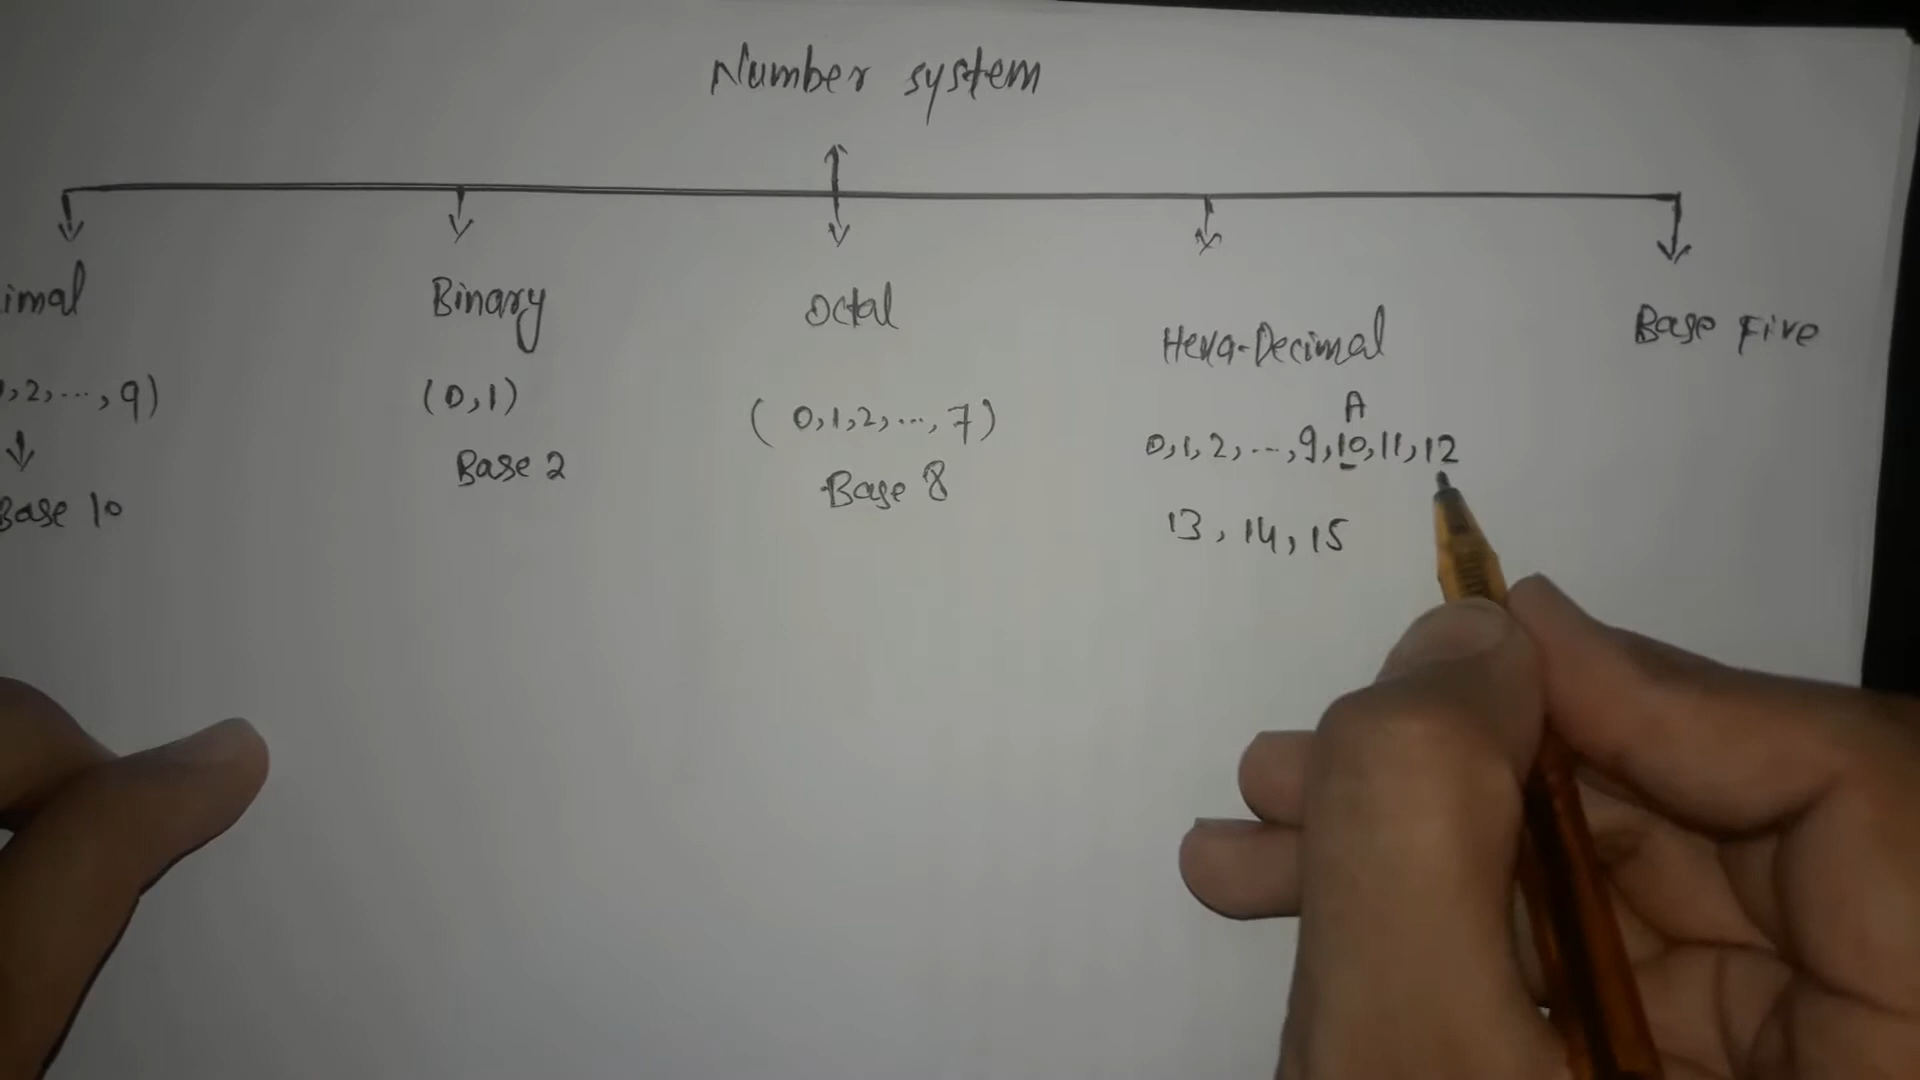 Number system
imal
Binary
Octal
Hexa-Decimal
Base Five
,2,...,9)
(0,1)
(0,1,2,...,7)
A
0,1,2,...,9,10,11,12
Base 10
Base 2
Base 8
13, 14, 15